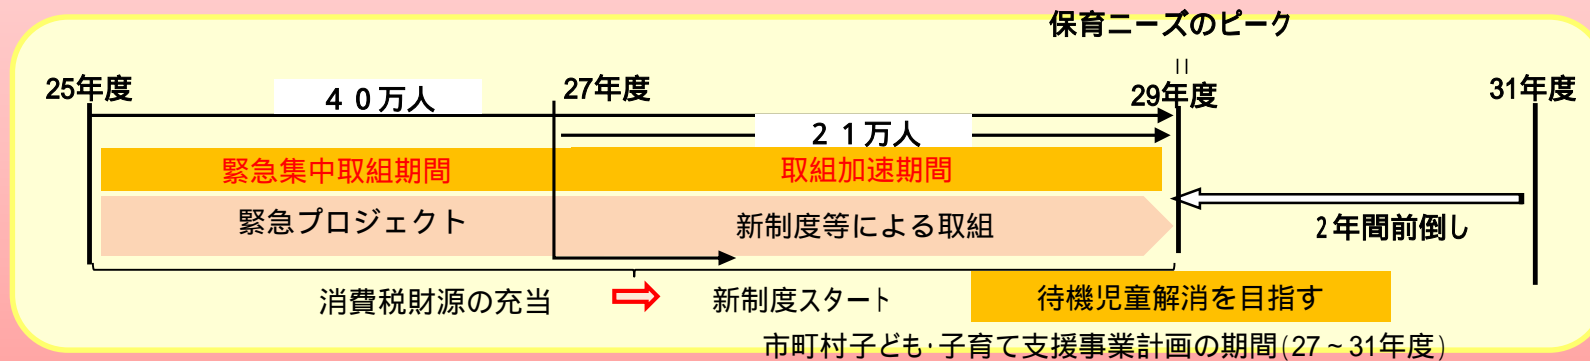 保育ニーズのピーク
=
25年度
40万人
27年度
29年度
31年度
21万人
緊急集中取組期間
取組加速期間
緊急プロジェクト
新制度等による取組
2年間前倒し
消費税財源の充当
新制度スタート
待機児童解消を目指す
市町村子ども・子育て支援事業計画の期間(27~31年度)